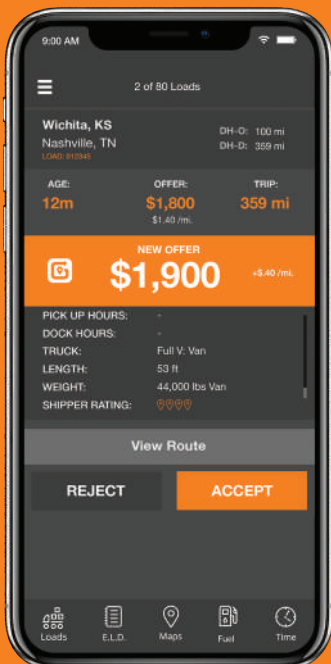 9:00 AM
2 of 80 Loads
Wichita, KS
DH-O: 100 mi
Nashville, TN
DH-D: 359 mi
LOAD: 912345
AGE: OFFER: TRIP:
12m $1,800 359 mi
$1.40 /mi.
NEW OFFER
$1,900 +$.40 /mi.
PICK UP HOURS: -
DOCK HOURS: -
TRUCK: Full V: Van
LENGTH: 53 ft
WEIGHT: 44,000 lbs Van
SHIPPER RATING:
View Route
REJECT ACCEPT
Loads E.L.D. Maps Fuel Time